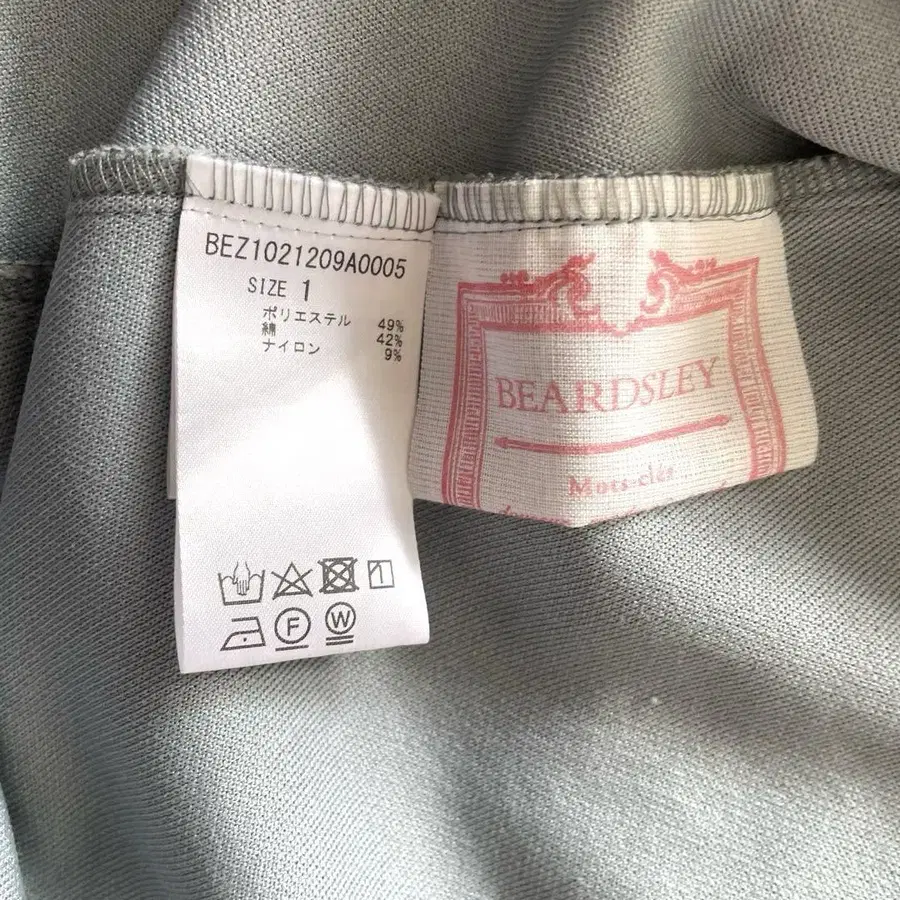 BEZ1021209A0005
SIZE 1
ポリエステル 49%
綿 42%
ナイロン 9%
F
W
BEARDSLEY
Mots-clés